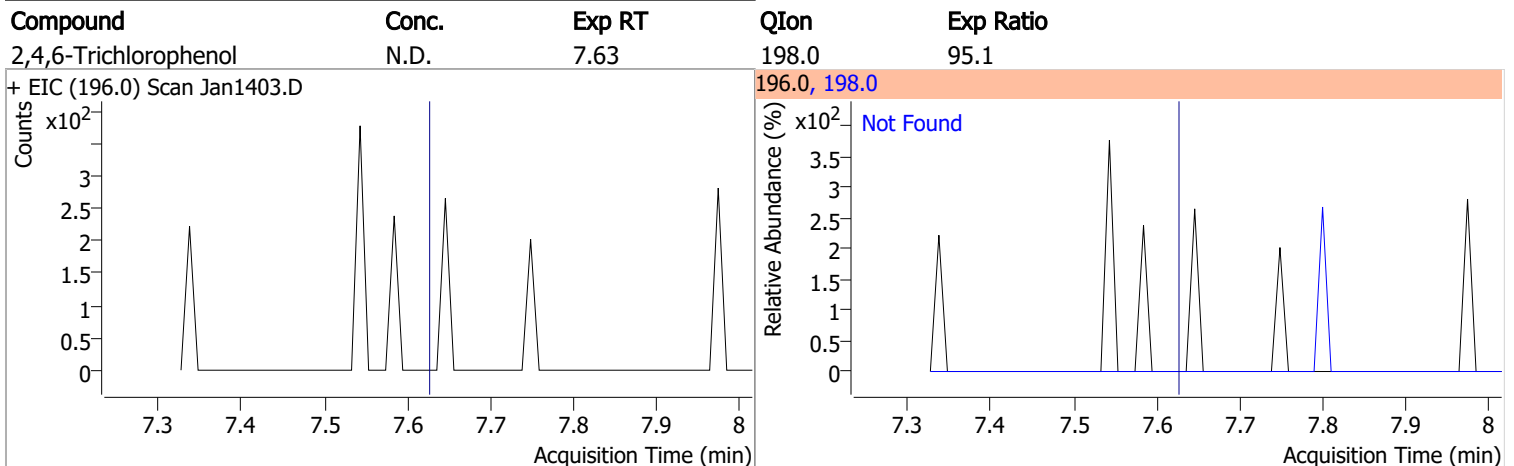 Compound Conc. Exp RT QIon Exp Ratio
2,4,6-Trichlorophenol N.D. 7.63 198.0 95.1
+ EIC (196.0) Scan Jan1403.D
Counts
x10²
3
2.5
2
1.5
1
0.5
0
7.3 7.4 7.5 7.6 7.7 7.8 7.9 8
Acquisition Time (min)
196.0, 198.0
Relative Abundance (%)
x10²
Not Found
3.5
3
2.5
2
1.5
1
0.5
0
7.3 7.4 7.5 7.6 7.7 7.8 7.9 8
Acquisition Time (min)